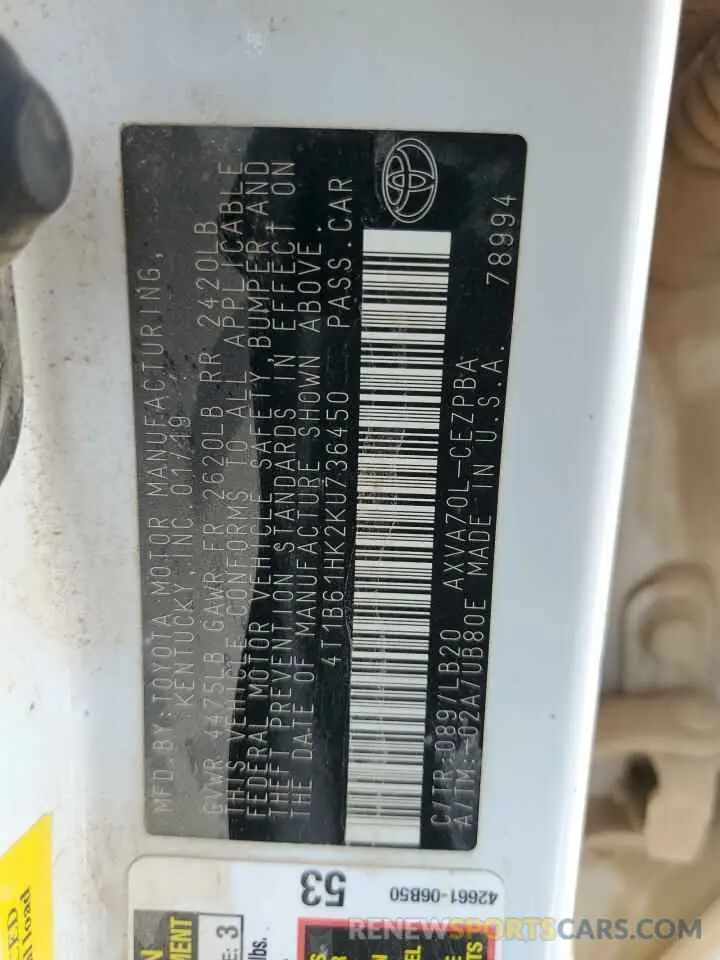 MFD.BY:TOYOTA MOTOR MANUFACTURING,
KENTUCKY,INC 01/19
GVWR 4475LB GAWR FR 2620LB RR 2420LB
THIS VEHICLE CONFORMS TO ALL APPLICABLE
FEDERAL MOTOR VEHICLE SAFETY,BUMPER,AND
THEFT PREVENTION STANDARDS IN EFFECT ON
THE DATE OF MANUFACTURE SHOWN ABOVE.
4T1B61HK2KU736450 PASS.CAR
C/TR:089/LB20 AXVA70L-CEZPBA
A/TM:-02A/UB80E MADE IN U.S.A. 78994
53
42661-06B50
3
lbs.
load
RENEWSPORTSCARS.COM